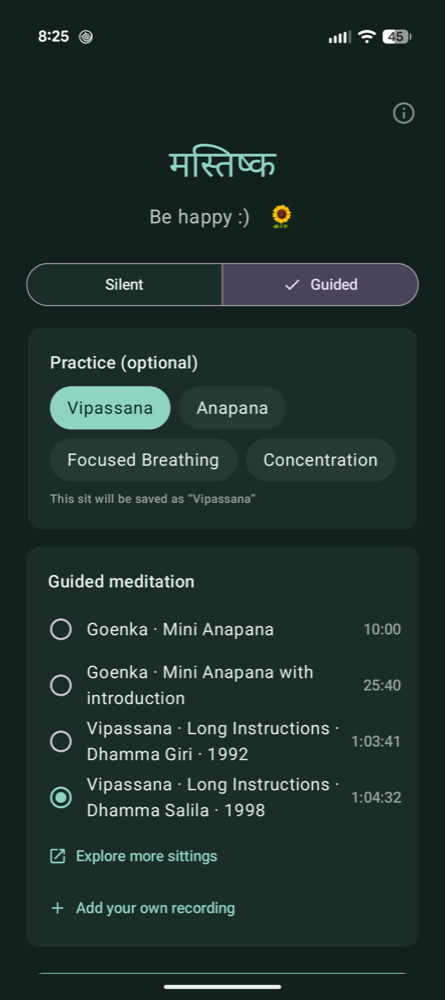 8:25
45
मस्तिष्क
Be happy :) 🌻
Silent
Guided
Practice (optional)
Vipassana
Anapana
Focused Breathing
Concentration
This sit will be saved as “Vipassana”
Guided meditation
Goenka · Mini Anapana 10:00
Goenka · Mini Anapana with
introduction
25:40
Vipassana · Long Instructions ·
Dhamma Giri · 1992
1:03:41
Vipassana · Long Instructions ·
Dhamma Salila · 1998
1:04:32
Explore more sittings
+ Add your own recording